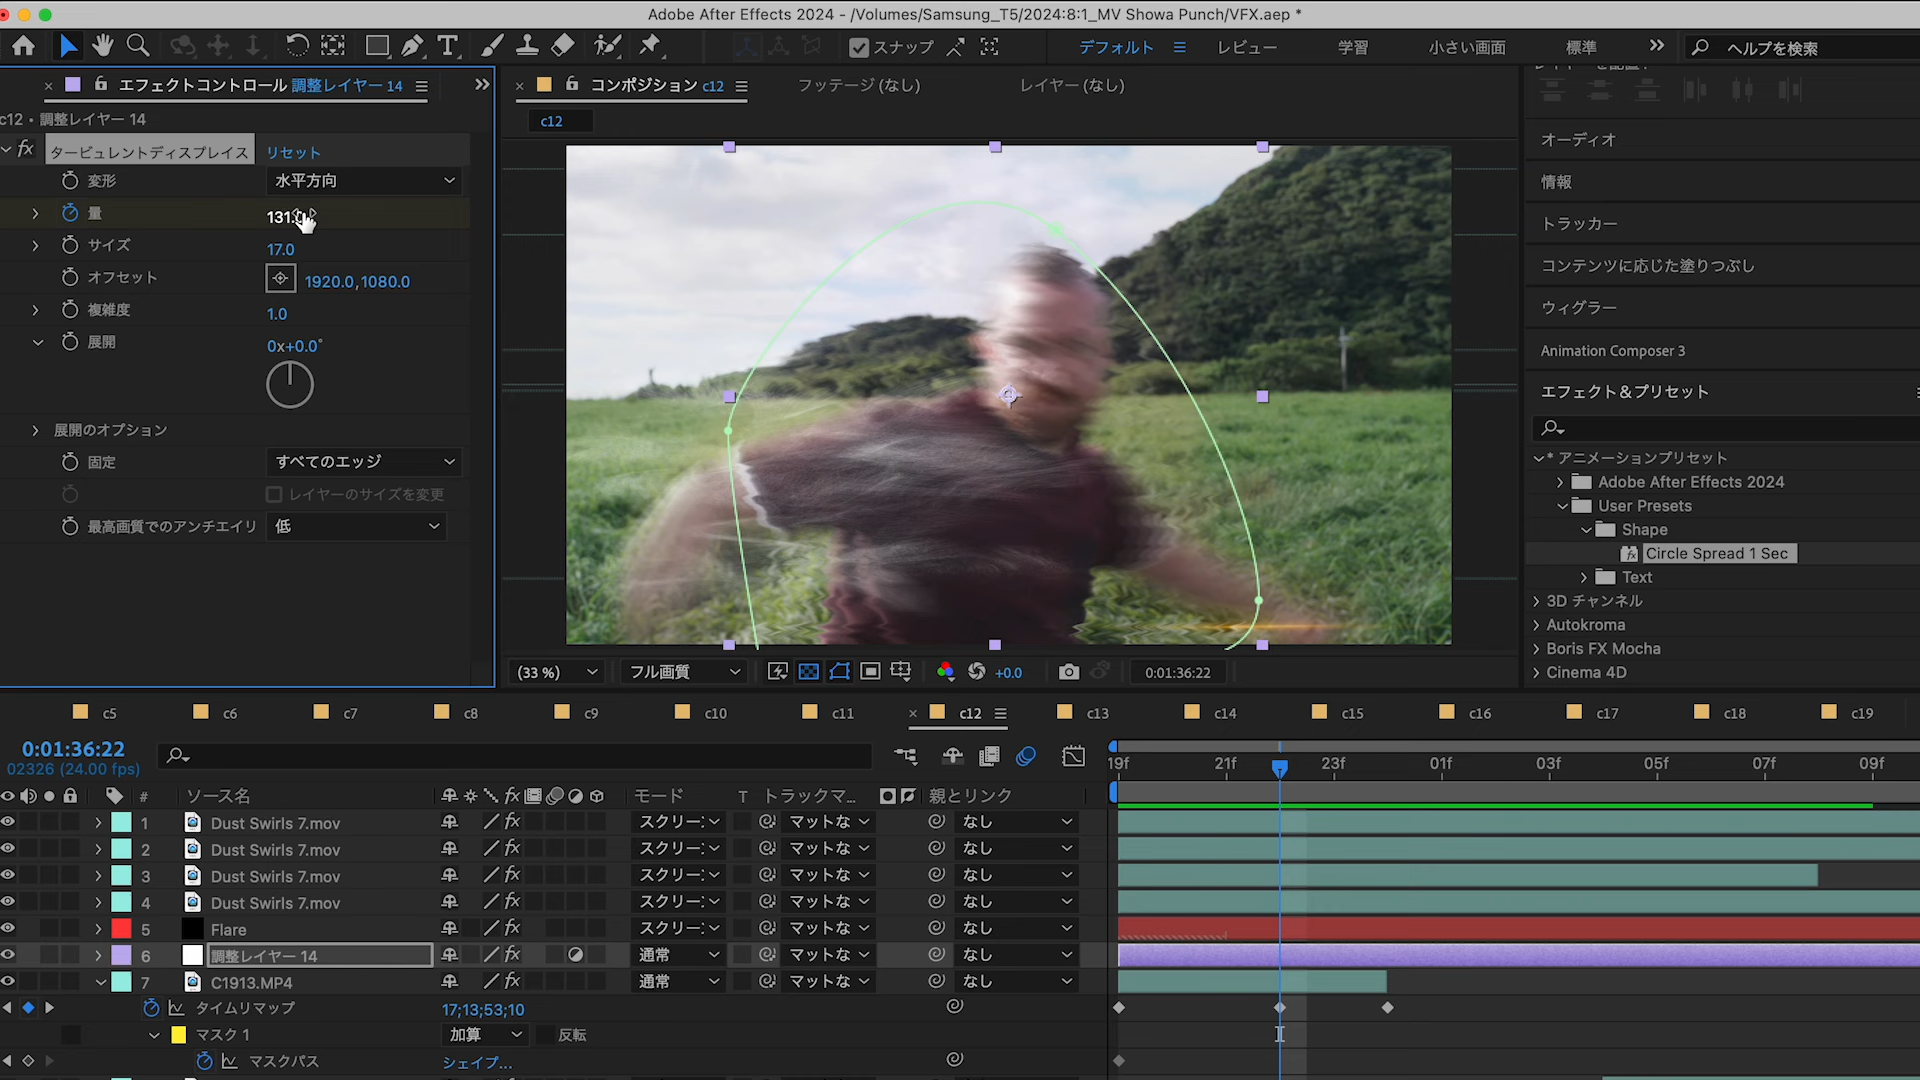 Adobe After Effects 2024 - /Volumes/Samsung_T5/2024:8:1_MV Showa Punch/VFX.aep *
スナップ
デフォルト
レビュー
学習
小さい画面
標準
ヘルプを検索
エフェクトコントロール 調整レイヤー 14
コンポジション c12
フッテージ (なし)
レイヤー (なし)
c12・調整レイヤー 14
c12
fx タービュレントディスプレイス リセット
変形 水平方向
量
サイズ 17.0
オフセット 1920.0,1080.0
複雑度 1.0
展開 0x+0.0°
展開のオプション
固定 すべてのエッジ
レイヤーのサイズを変更
最高画質でのアンチエイリ 低
オーディオ
情報
トラッカー
コンテンツに応じた塗りつぶし
ウィグラー
Animation Composer 3
エフェクト＆プリセット
* アニメーションプリセット
Adobe After Effects 2024
User Presets
Shape
Circle Spread 1 Sec
Text
3D チャンネル
Autokroma
Boris FX Mocha
Cinema 4D
(33 %) フル画質 +0.0 0:01:36:22
c5 c6 c7 c8 c9 c10 c11 c12 c13 c14 c15 c16 c17 c18 c19
0:01:36:22
02326 (24.00 fps)
19f 21f 23f 01f 03f 05f 07f 09f
# ソース名 fx モード T トラックマ... 親とリンク
1 Dust Swirls 7.mov fx スクリー: マットな なし
2 Dust Swirls 7.mov fx スクリー: マットな なし
3 Dust Swirls 7.mov fx スクリー: マットな なし
4 Dust Swirls 7.mov fx スクリー: マットな なし
5 Flare fx スクリー: マットな なし
6 調整レイヤー 14 fx 通常 マットな なし
7 C1913.MP4 通常 マットな なし
タイムリマップ 17;13;53;10
マスク 1 加算 反転
マスクパス シェイプ...